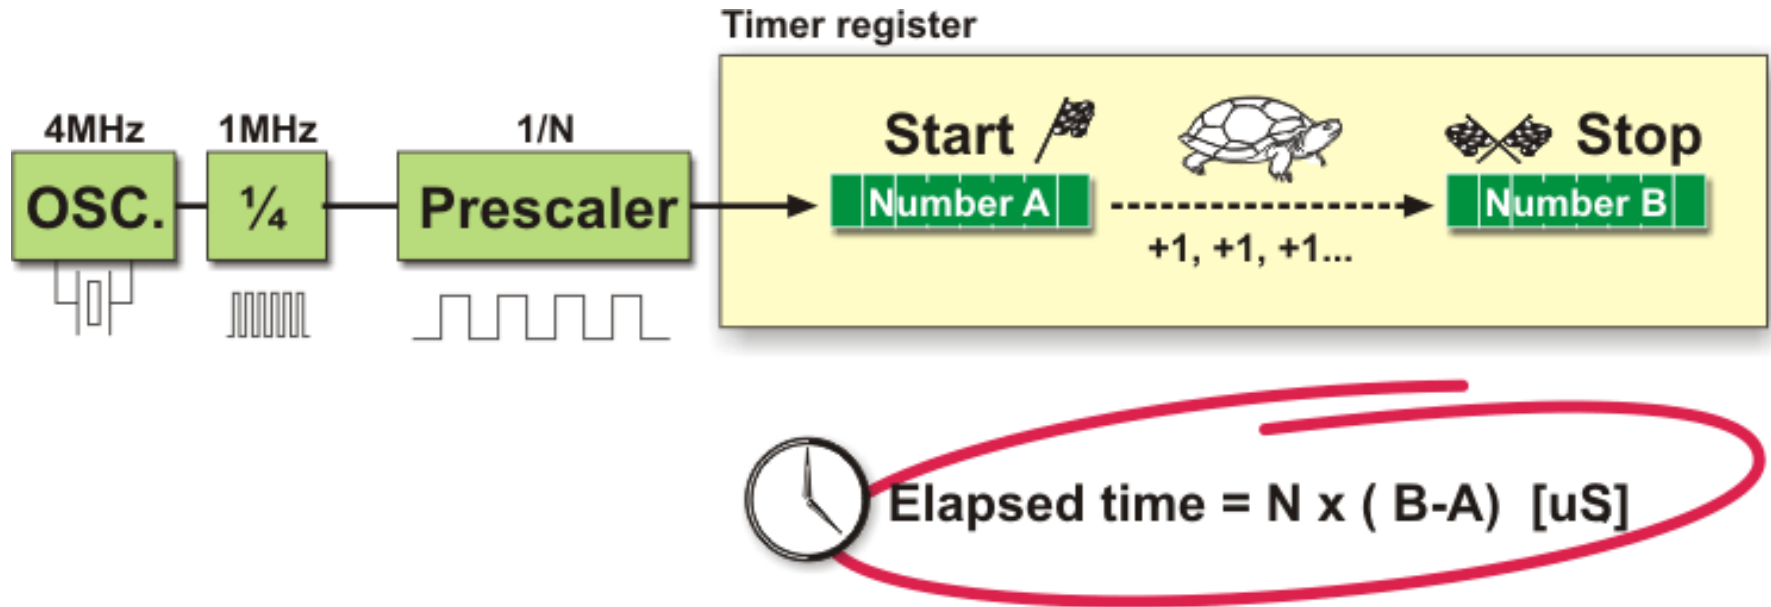 Timer register
4MHz
1MHz
1/N
OSC.
¼
Prescaler
Start
Stop
Number A
Number B
+1, +1, +1...
Elapsed time = N x ( B-A) [uS]